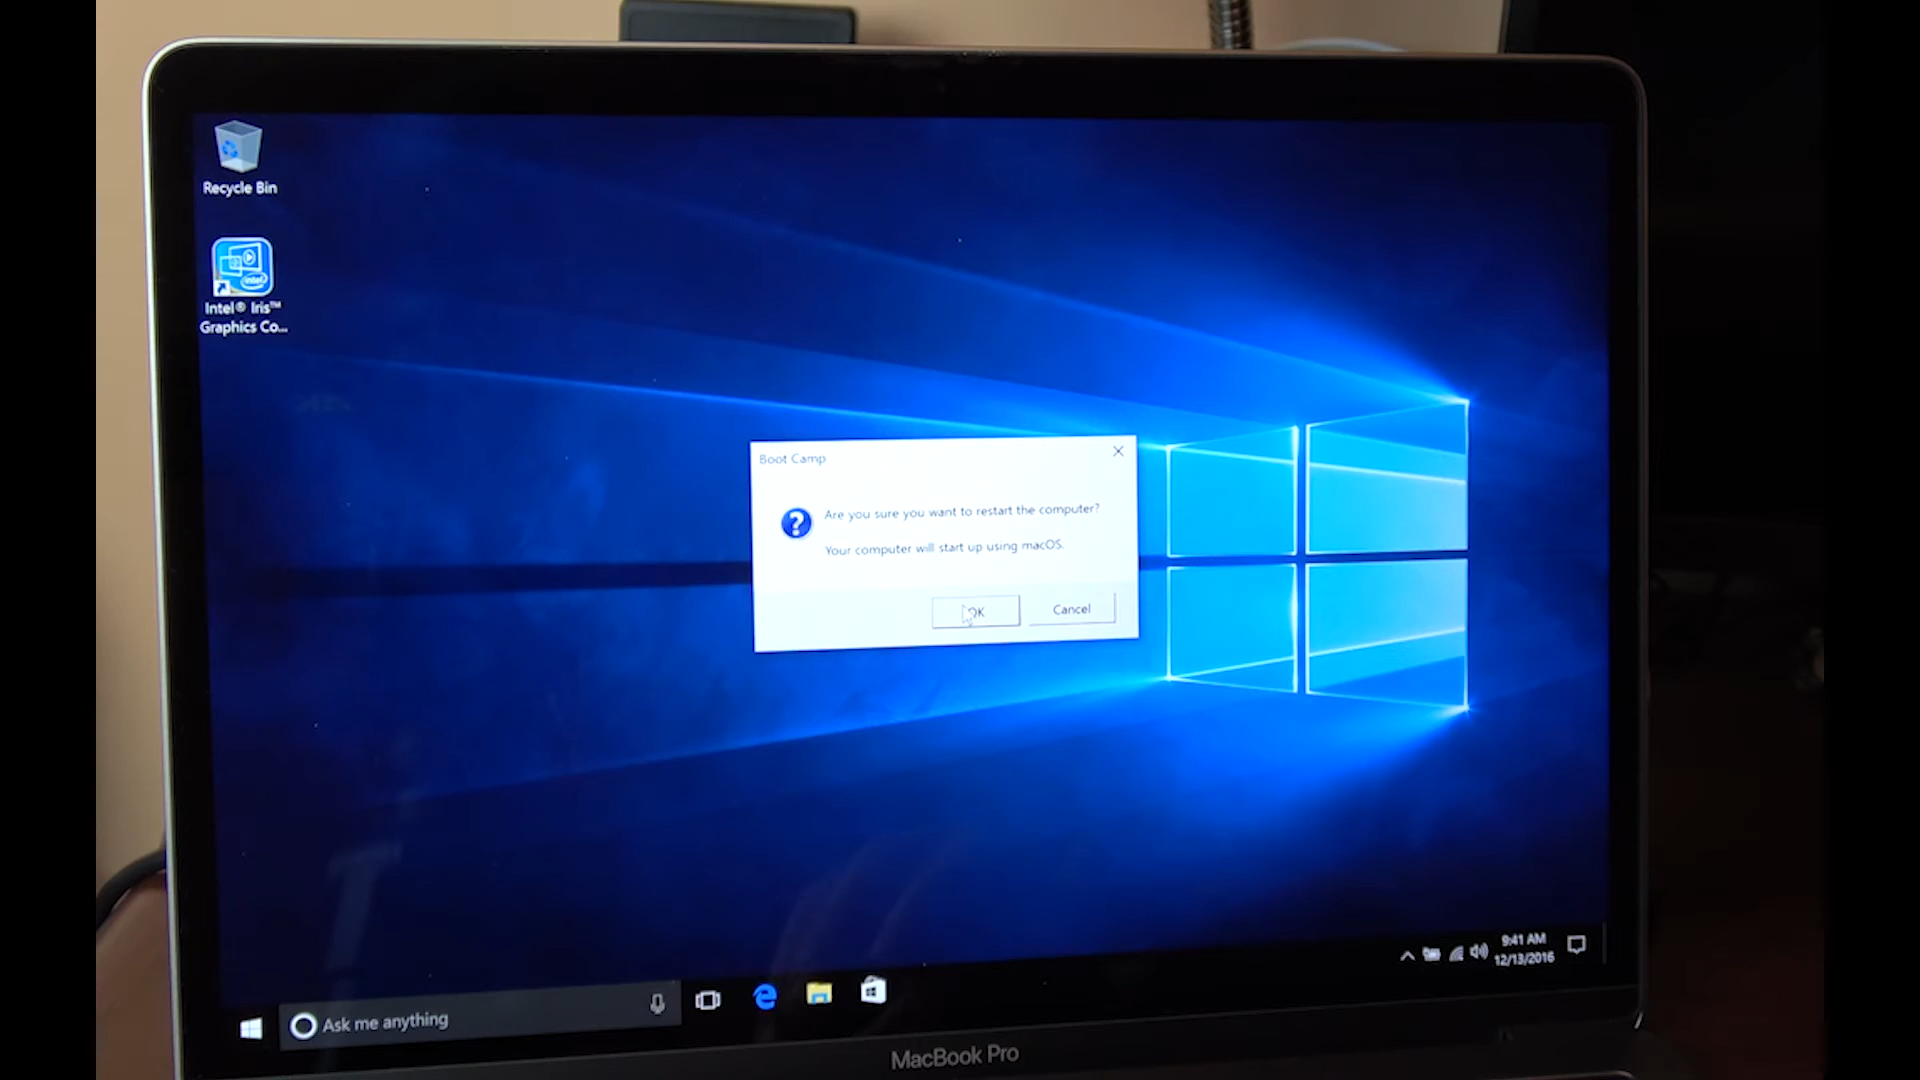 Recycle Bin
Intel® Iris™
Graphics Co...
Boot Camp
Are you sure you want to restart the computer?
Your computer will start up using macOS.
OK
Cancel
9:41 AM
12/13/2016
Ask me anything
MacBook Pro